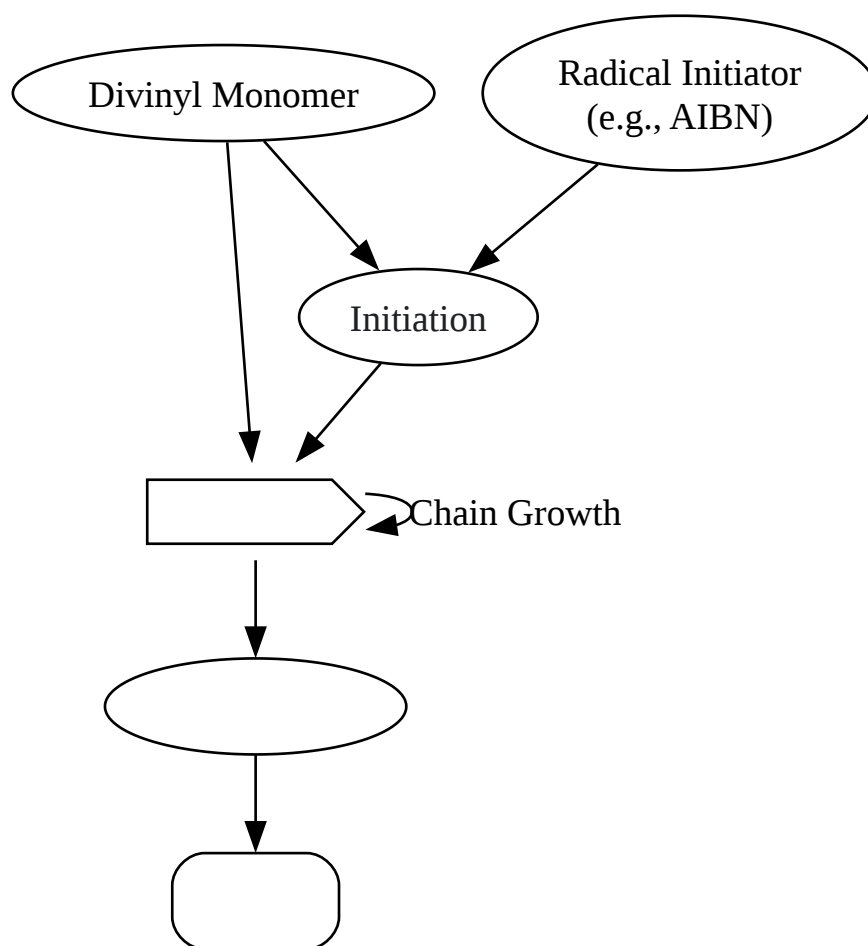 Divinyl Monomer
Radical Initiator
(e.g., AIBN)
Initiation
Chain Growth